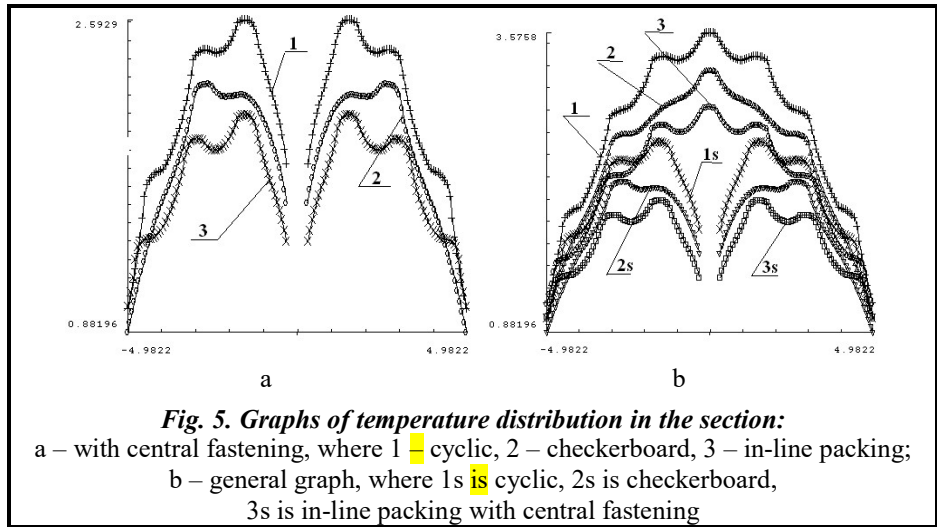 2.5929
1
2
3
0.88196
-4.9822
4.9822
a
3.5758
3
2
1
1s
2s
3s
0.88196
-4.9822
4.9822
b
Fig. 5. Graphs of temperature distribution in the section:
a – with central fastening, where 1 – cyclic, 2 – checkerboard, 3 – in-line packing;
b – general graph, where 1s is cyclic, 2s is checkerboard,
3s is in-line packing with central fastening